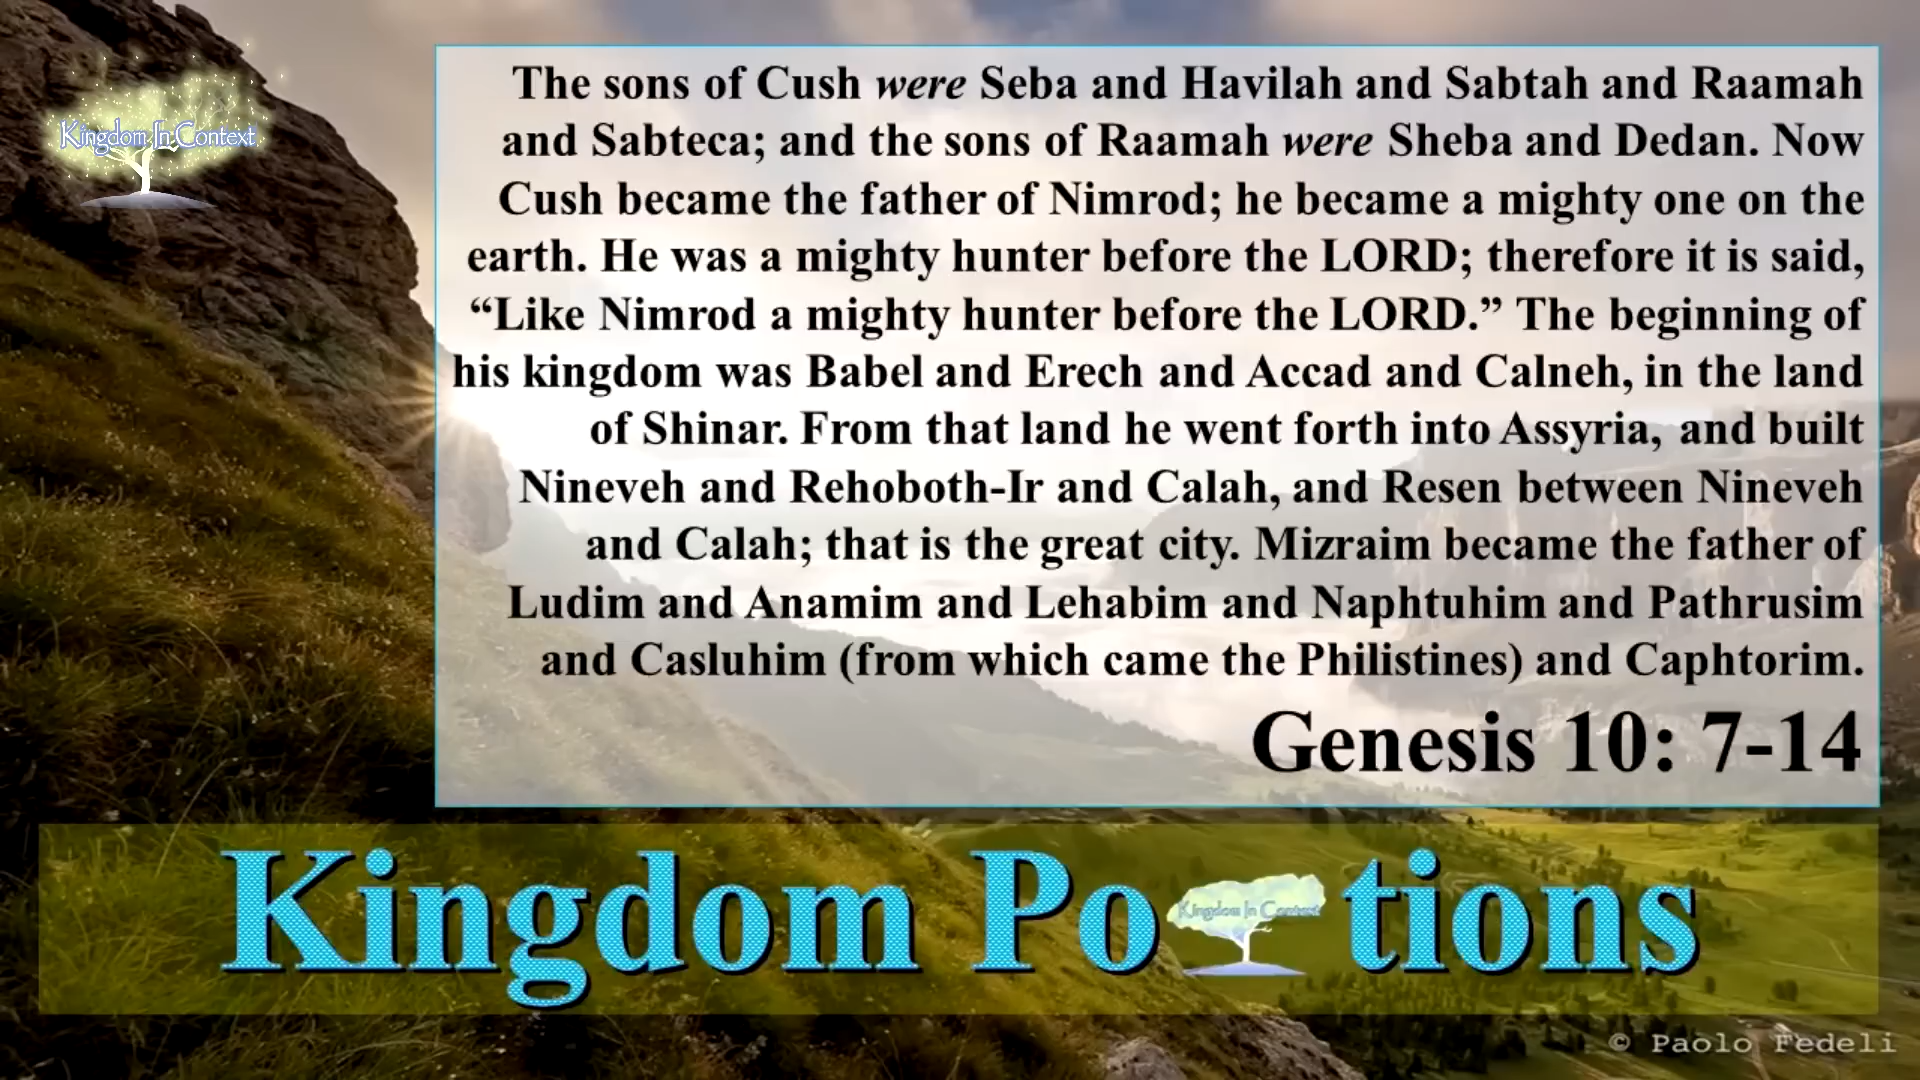 Kingdom In Context
The sons of Cush were Seba and Havilah and Sabtah and Raamah
and Sabteca; and the sons of Raamah were Sheba and Dedan. Now
Cush became the father of Nimrod; he became a mighty one on the
earth. He was a mighty hunter before the LORD; therefore it is said,
“Like Nimrod a mighty hunter before the LORD.” The beginning of
his kingdom was Babel and Erech and Accad and Calneh, in the land
of Shinar. From that land he went forth into Assyria, and built
Nineveh and Rehoboth-Ir and Calah, and Resen between Nineveh
and Calah; that is the great city. Mizraim became the father of
Ludim and Anamim and Lehabim and Naphtuhim and Pathrusim
and Casluhim (from which came the Philistines) and Caphtorim.
Genesis 10: 7-14
Kingdom Po tions
Kingdom In Context
© Paolo Fedeli